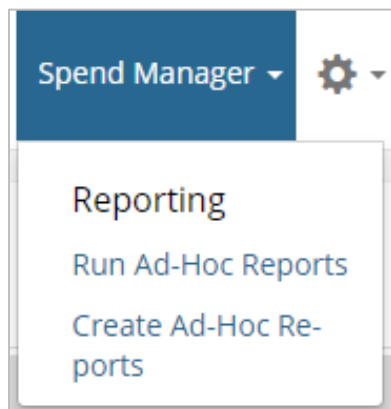 Spend Manager
Reporting
Run Ad-Hoc Reports
Create Ad-Hoc Re-
ports